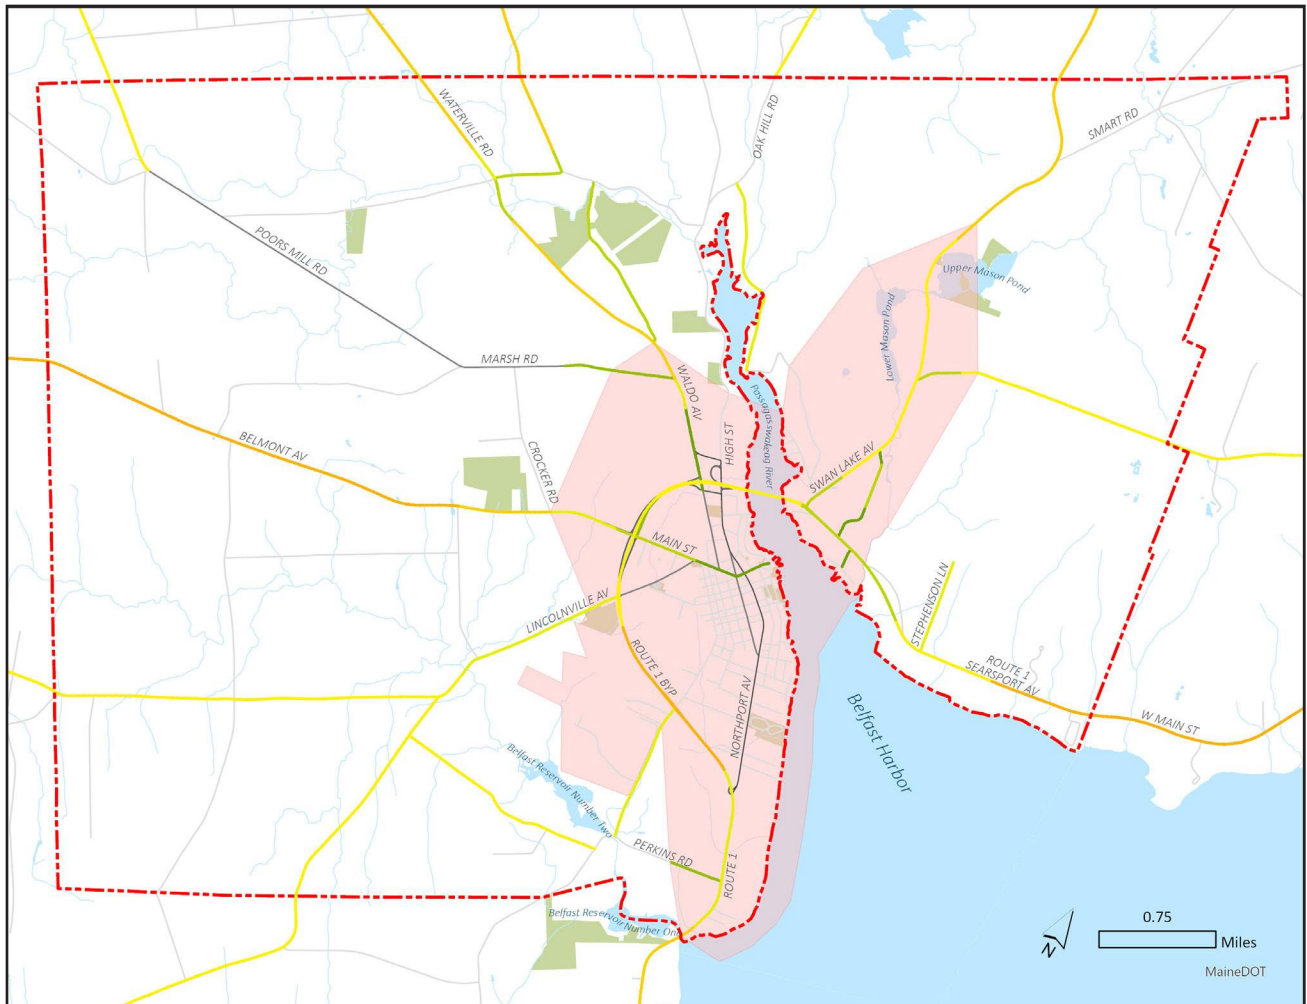 WATERVILLE RD
OAK HILL RD
SMART RD
POORS MILL RD
Upper Mason Pond
Lower Mason Pond
MARSH RD
WALDO AV
Passagassawakeag River
HIGH ST
BELMONT AV
CROCKER RD
SWAN LAKE AV
MAIN ST
STEPHENSON LN
LINCOLNVILLE AV
ROUTE 1 BYP
ROUTE 1
SEARSPORT AV
NORTHPORT AV
W MAIN ST
Belfast Harbor
Belfast Reservoir Number Two
PERKINS RD
ROUTE 1
Belfast Reservoir Number One
N
0.75
Miles
MaineDOT